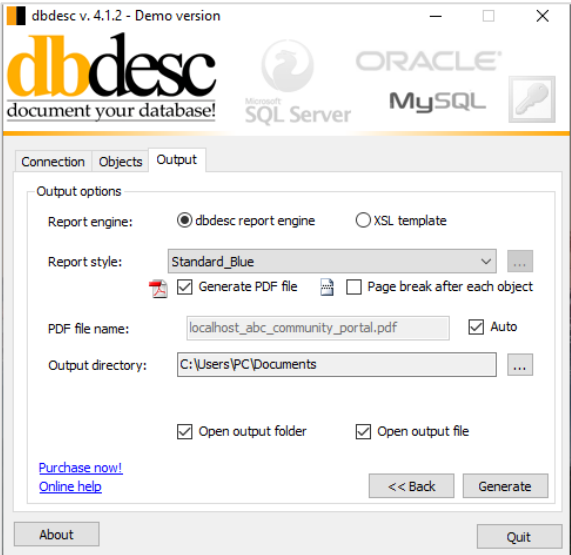 dbdesc v. 4.1.2 - Demo version
dbdesc
document your database!
Microsoft
SQL Server
ORACLE
MySQL
Connection Objects Output
Output options
Report engine: dbdesc report engine XSL template
Report style: Standard_Blue ...
Generate PDF file Page break after each object
PDF file name: localhost_abc_community_portal.pdf Auto
Output directory: C:\Users\PC\Documents ...
Open output folder Open output file
Purchase now!
Online help << Back Generate
About Quit